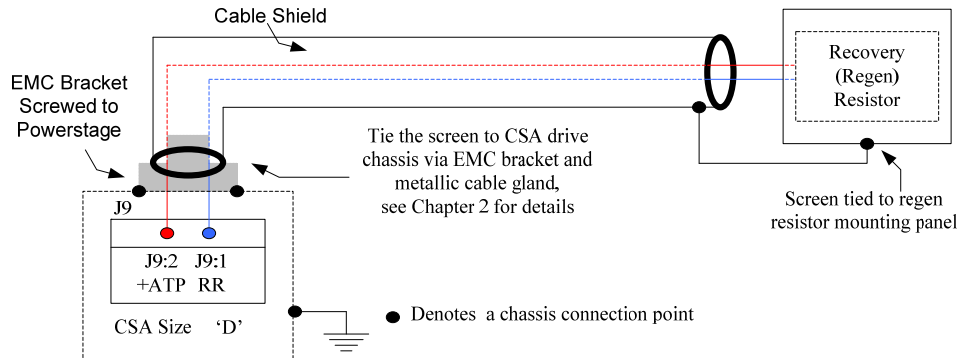 Cable Shield
EMC Bracket
Screwed to
Powerstage
Recovery
(Regen)
Resistor
Tie the screen to CSA drive
chassis via EMC bracket and
metallic cable gland,
see Chapter 2 for details
Screen tied to regen
resistor mounting panel
J9
J9:2 J9:1
+ATP RR
CSA Size ‘D’
Denotes a chassis connection point